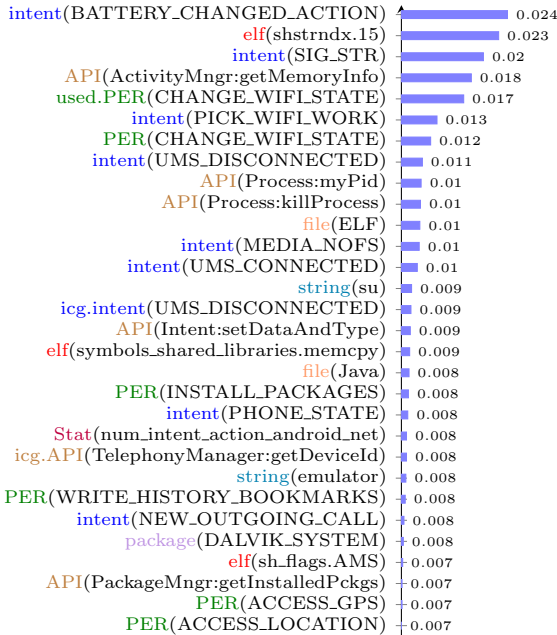 intent(BATTERY_CHANGED_ACTION) 0.024
elf(shstrndx.15) 0.023
intent(SIG_STR) 0.02
API(ActivityMngr:getMemoryInfo) 0.018
used.PER(CHANGE_WIFI_STATE) 0.017
intent(PICK_WIFI_WORK) 0.013
PER(CHANGE_WIFI_STATE) 0.012
intent(UMS_DISCONNECTED) 0.011
API(Process:myPid) 0.01
API(Process:killProcess) 0.01
file(ELF) 0.01
intent(MEDIA_NOFS) 0.01
intent(UMS_CONNECTED) 0.01
string(su) 0.009
icg.intent(UMS_DISCONNECTED) 0.009
API(Intent:setDataAndType) 0.009
elf(symbols_shared_libraries.memcpy) 0.009
file(Java) 0.008
PER(INSTALL_PACKAGES) 0.008
intent(PHONE_STATE) 0.008
Stat(num_intent_action_android_net) 0.008
icg.API(TelephonyManager:getDeviceId) 0.008
string(emulator) 0.008
PER(WRITE_HISTORY_BOOKMARKS) 0.008
intent(NEW_OUTGOING_CALL) 0.008
package(DALVIK_SYSTEM) 0.008
elf(sh_flags.AMS) 0.007
API(PackageMngr:getInstalledPckgs) 0.007
PER(ACCESS_GPS) 0.007
PER(ACCESS_LOCATION) 0.007